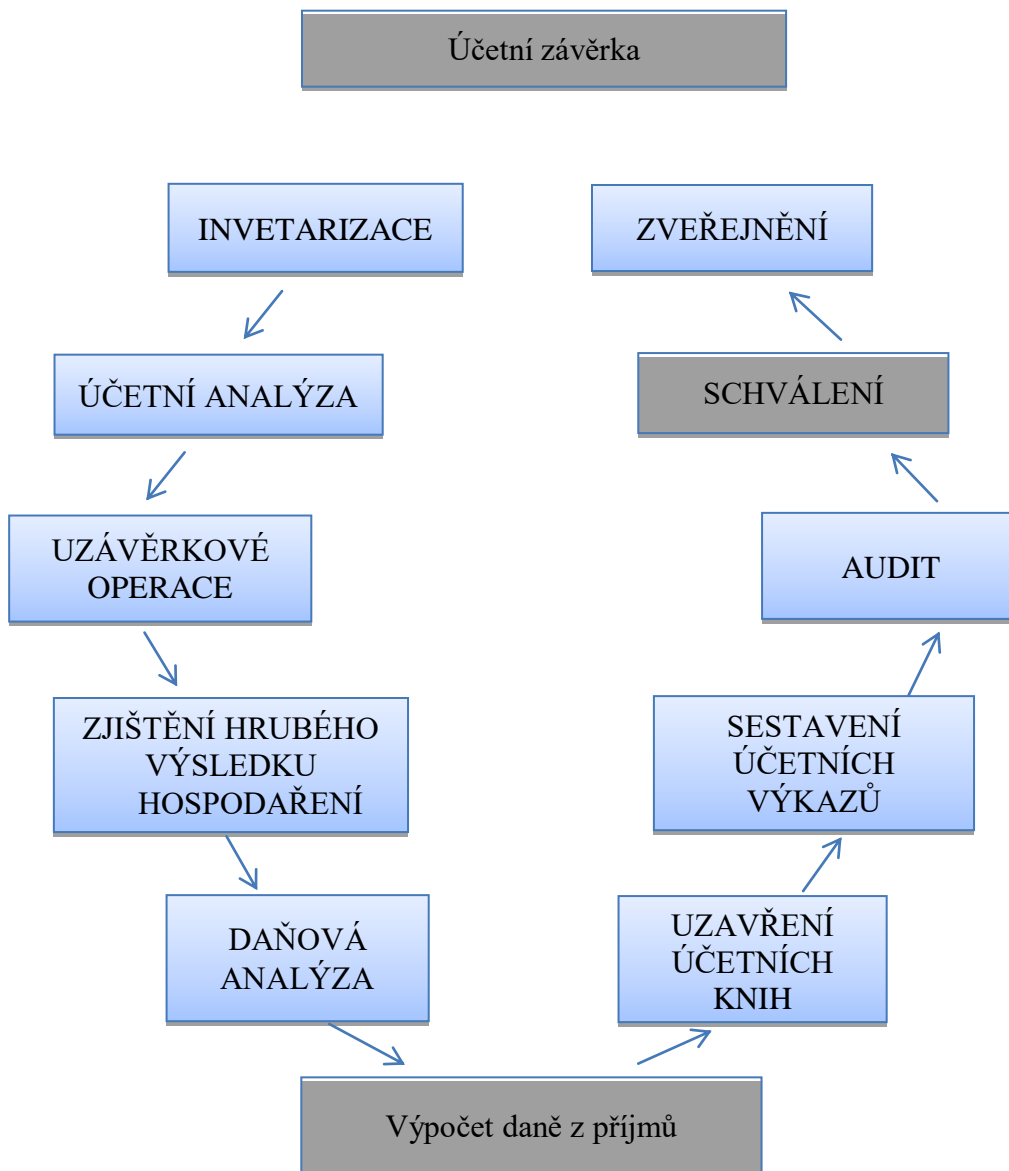 Účetní závěrka
INVETARIZACE
ÚČETNÍ ANALÝZA
UZÁVĚRKOVÉ
OPERACE
ZJIŠTĚNÍ HRUBÉHO
VÝSLEDKU
HOSPODAŘENÍ
DAŇOVÁ
ANALÝZA
Výpočet daně z příjmů
UZAVŘENÍ
ÚČETNÍCH
KNIH
SESTAVENÍ
ÚČETNÍCH
VÝKAZŮ
AUDIT
SCHVÁLENÍ
ZVEŘEJNĚNÍ